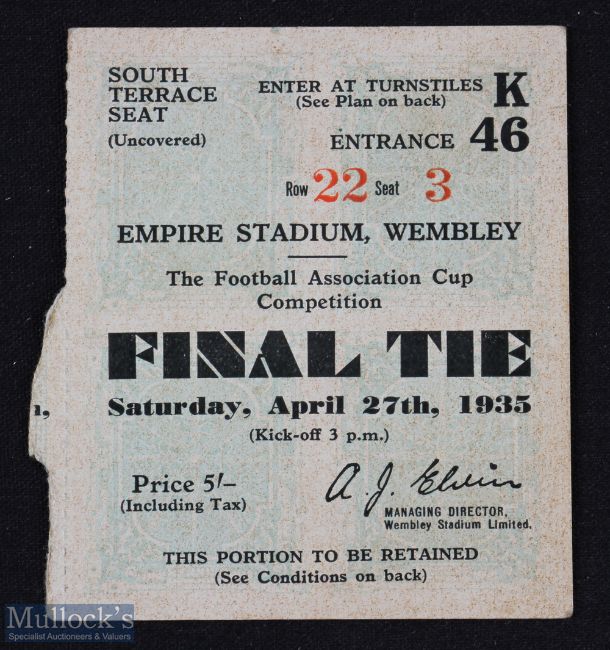 SOUTH
TERRACE
SEAT
(Uncovered)
ENTER AT TURNSTILES K
(See Plan on back)
ENTRANCE 46
Row 22 Seat 3
EMPIRE STADIUM, WEMBLEY
The Football Association Cup
Competition
FINAL TIE
Saturday, April 27th, 1935
(Kick-off 3 p.m.)
Price 5/-
(Including Tax)
A. J. Elvin
MANAGING DIRECTOR,
Wembley Stadium Limited.
THIS PORTION TO BE RETAINED
(See Conditions on back)
Mullock's
Specialist Auctioneers & Valuers